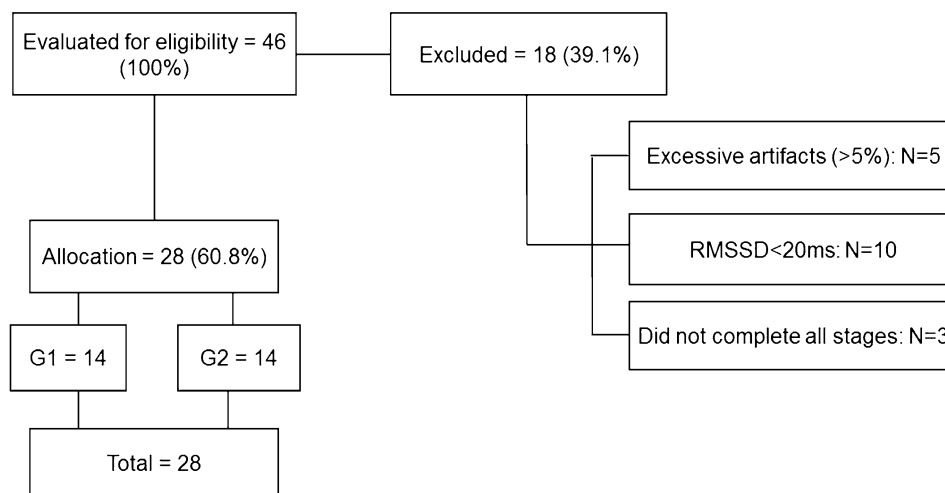 Evaluated for eligibility = 46
(100%)
Excluded = 18 (39.1%)
Excessive artifacts (>5%): N=5
RMSSD<20ms: N=10
Did not complete all stages: N=3
Allocation = 28 (60.8%)
G1 = 14
G2 = 14
Total = 28